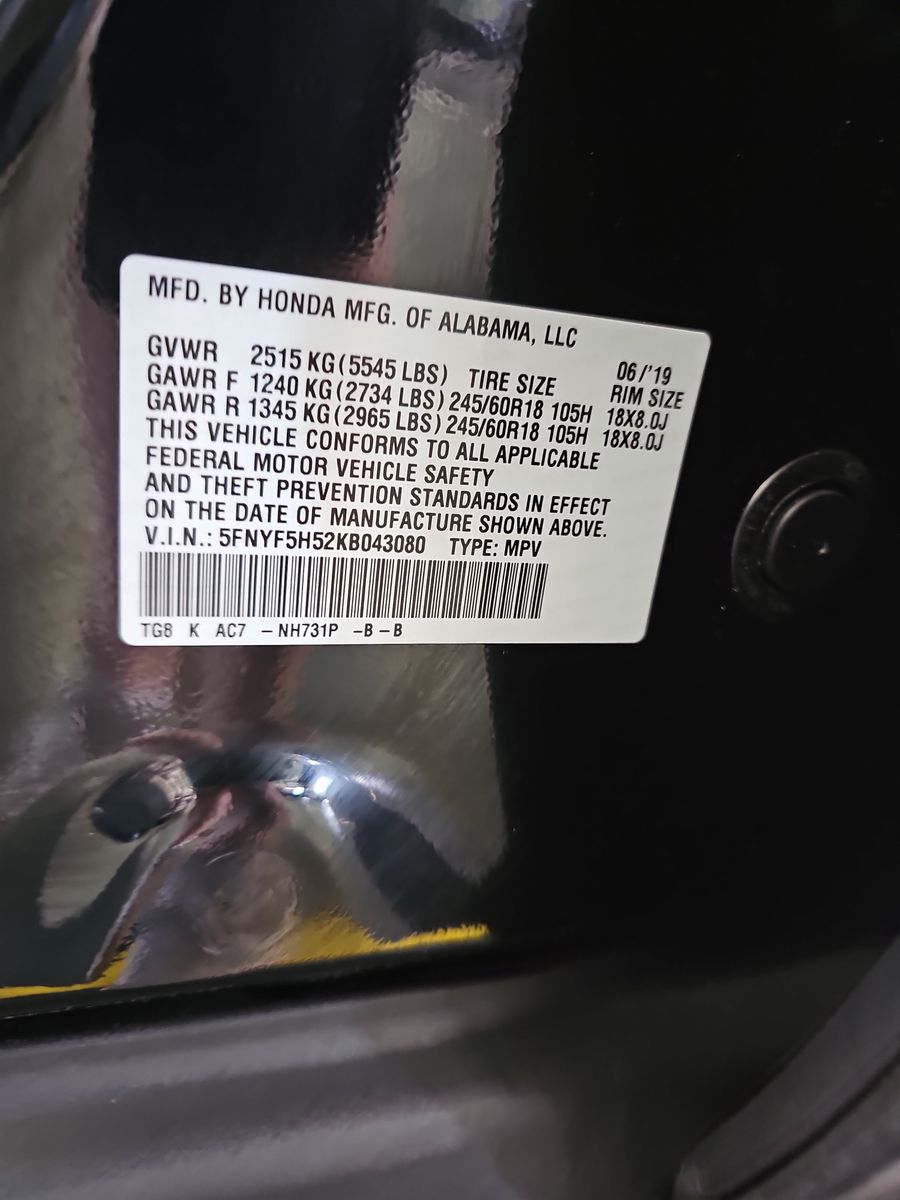 MFD. BY HONDA MFG. OF ALABAMA, LLC
06/'19
GVWR 2515 KG(5545 LBS) TIRE SIZE RIM SIZE
GAWR F 1240 KG(2734 LBS) 245/60R18 105H 18X8.0J
GAWR R 1345 KG(2965 LBS) 245/60R18 105H 18X8.0J
THIS VEHICLE CONFORMS TO ALL APPLICABLE
FEDERAL MOTOR VEHICLE SAFETY
AND THEFT PREVENTION STANDARDS IN EFFECT
ON THE DATE OF MANUFACTURE SHOWN ABOVE.
V.I.N.: 5FNYF5H52KB043080 TYPE: MPV
TG8 K AC7 -NH731P -B-B